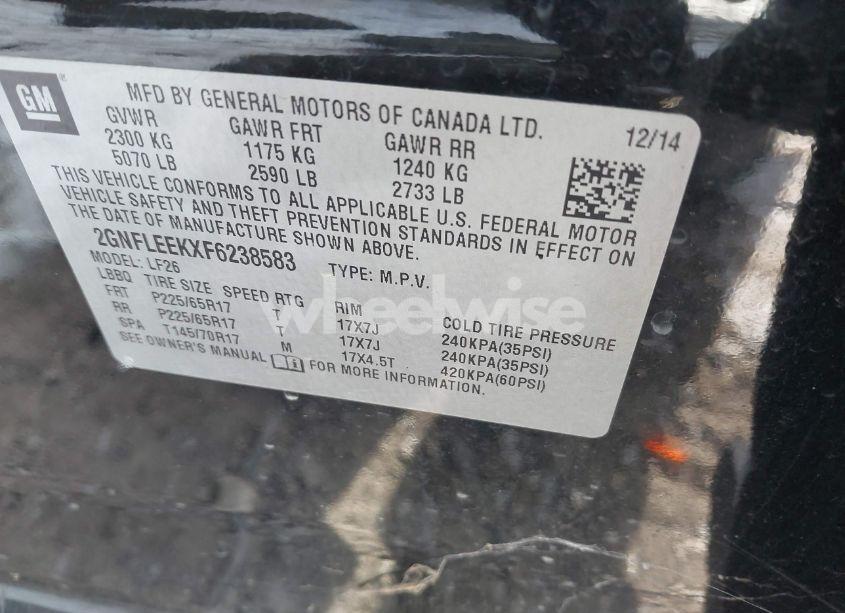 GM
MFD BY GENERAL MOTORS OF CANADA LTD.
12/14
GVWR GAWR FRT GAWR RR
2300 KG 1175 KG 1240 KG
5070 LB 2590 LB 2733 LB
THIS VEHICLE CONFORMS TO ALL APPLICABLE U.S. FEDERAL MOTOR
VEHICLE SAFETY AND THEFT PREVENTION STANDARDS IN EFFECT ON
THE DATE OF MANUFACTURE SHOWN ABOVE.
2GNFLEEKXF6238583 TYPE: M.P.V.
MODEL: LF26
LBBQ TIRE SIZE SPEED RTG RIM COLD TIRE PRESSURE
FRT P225/65R17 T 17X7J 240KPA(35PSI)
RR P225/65R17 T 17X7J 240KPA(35PSI)
SPA T145/70R17 M 17X4.5T 420KPA(60PSI)
SEE OWNER'S MANUAL FOR MORE INFORMATION.
wheelwise